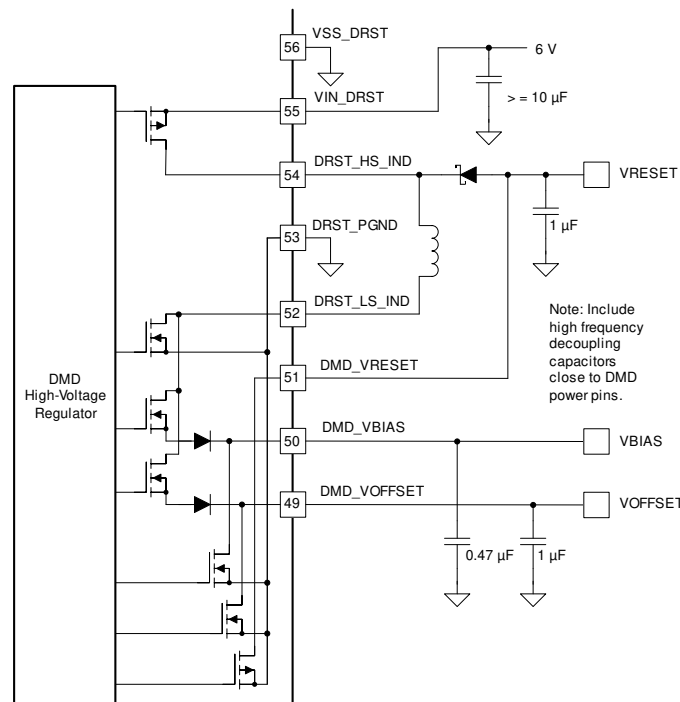 VSS_DRST
56
6 V
VIN_DRST
55
> = 10 µF
DRST_HS_IND
54
VRESET
DRST_PGND
53
1 µF
DRST_LS_IND
52
Note: Include
high frequency
decoupling
capacitors
close to DMD
power pins.
DMD
High-Voltage
Regulator
DMD_VRESET
51
DMD_VBIAS
50
VBIAS
DMD_VOFFSET
49
VOFFSET
0.47 µF
1 µF